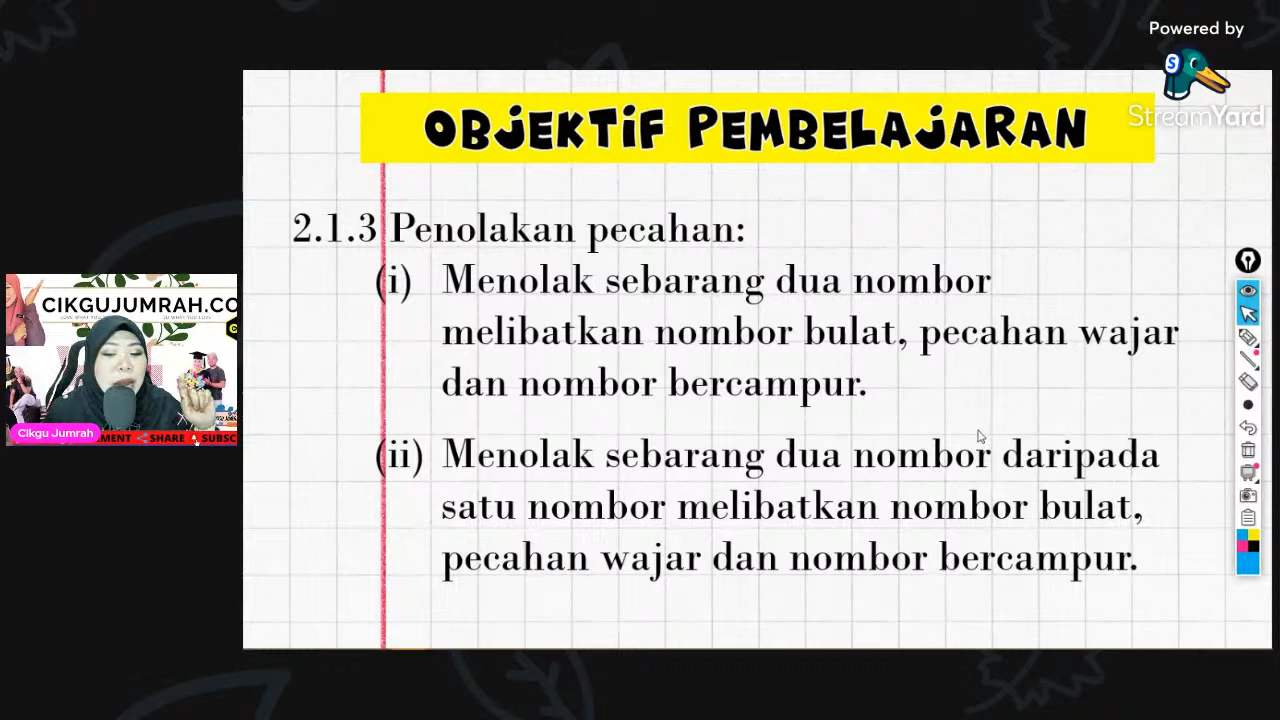 Powered by
StreamYard
OBJEKTIF PEMBELAJARAN
2.1.3 Penolakan pecahan:
(i) Menolak sebarang dua nombor
melibatkan nombor bulat, pecahan wajar
dan nombor bercampur.
(ii) Menolak sebarang dua nombor daripada
satu nombor melibatkan nombor bulat,
pecahan wajar dan nombor bercampur.
CIKGUJUMRAH.CO
Cikgu Jumrah
MENT SHARE SUBSC